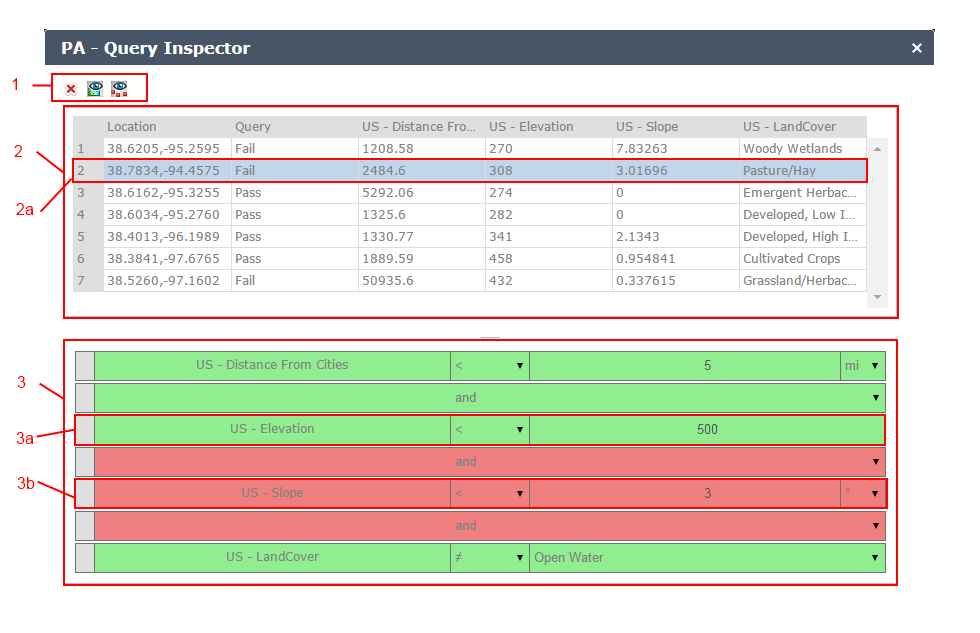 PA - Query Inspector ×
1
Location Query US - Distance Fro... US - Elevation US - Slope US - LandCover
1 38.6205,-95.2595 Fail 1208.58 270 7.83263 Woody Wetlands
2
2 38.7834,-94.4575 Fail 2484.6 308 3.01696 Pasture/Hay
2a
3 38.6162,-95.3255 Pass 5292.06 274 0 Emergent Herbac...
4 38.6034,-95.2760 Pass 1325.6 282 0 Developed, Low I...
5 38.4013,-96.1989 Pass 1330.77 341 2.1343 Developed, High I...
6 38.3841,-97.6765 Pass 1889.59 458 0.954841 Cultivated Crops
7 38.5260,-97.1602 Fail 50935.6 432 0.337615 Grassland/Herbac...
US - Distance From Cities < 5 mi
3
and
3a
US - Elevation < 500
and
3b
US - Slope < 3 °
and
US - LandCover ≠ Open Water